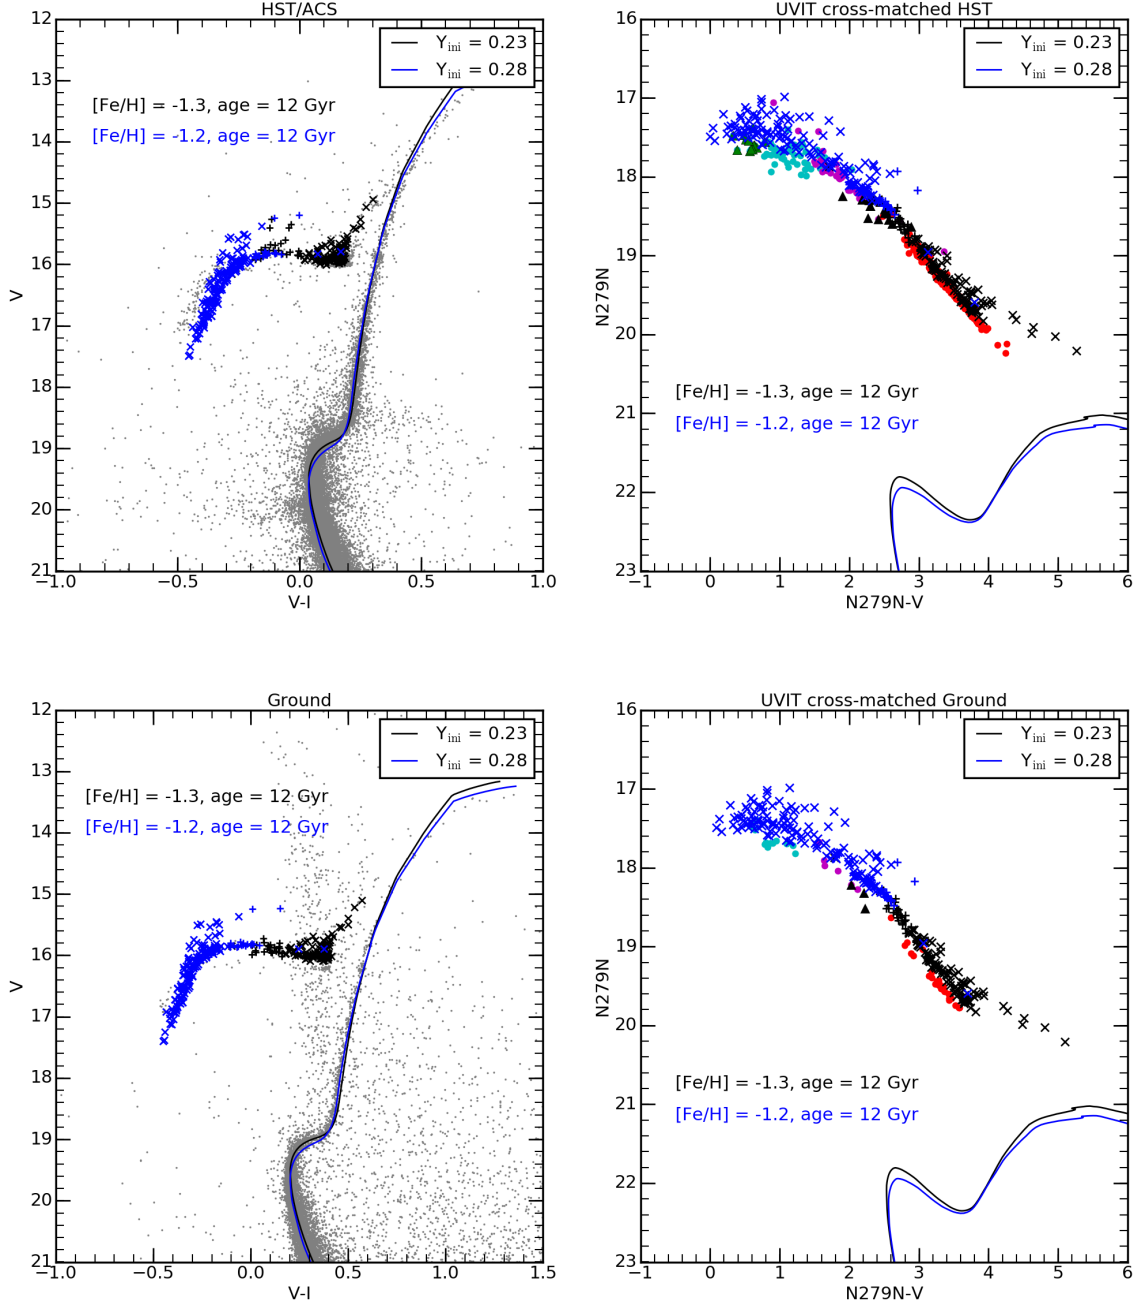 HST/ACS
12
13
14
15
16
17
18
19
20
21
V
Y_ini = 0.23
Y_ini = 0.28
[Fe/H] = -1.3, age = 12 Gyr
[Fe/H] = -1.2, age = 12 Gyr
−1.0 −0.5 0.0 0.5 1.0
V-I
UVIT cross-matched HST
16
17
18
19
20
21
22
23
N279N
Y_ini = 0.23
Y_ini = 0.28
[Fe/H] = -1.3, age = 12 Gyr
[Fe/H] = -1.2, age = 12 Gyr
−1 0 1 2 3 4 5 6
N279N-V
Ground
12
13
14
15
16
17
18
19
20
21
V
Y_ini = 0.23
Y_ini = 0.28
[Fe/H] = -1.3, age = 12 Gyr
[Fe/H] = -1.2, age = 12 Gyr
−1.0 −0.5 0.0 0.5 1.0 1.5
V-I
UVIT cross-matched Ground
16
17
18
19
20
21
22
23
N279N
Y_ini = 0.23
Y_ini = 0.28
[Fe/H] = -1.3, age = 12 Gyr
[Fe/H] = -1.2, age = 12 Gyr
−1 0 1 2 3 4 5 6
N279N-V